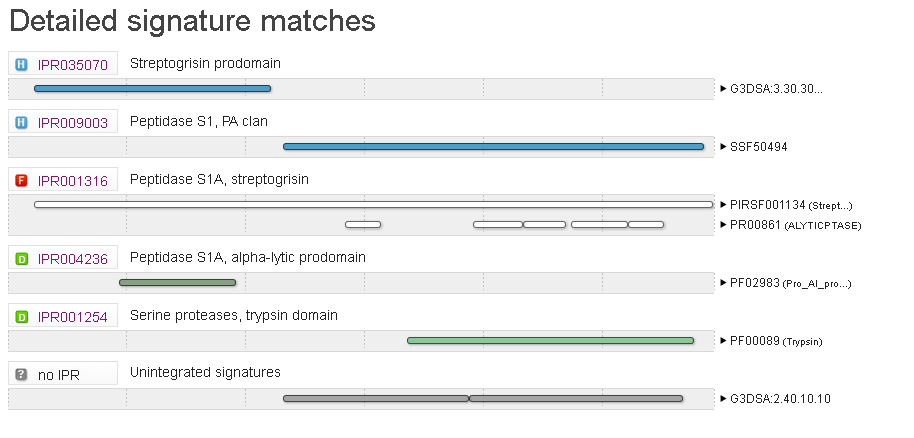 Detailed signature matches
H IPR035070 Streptogrisin prodomain
G3DSA:3.30.30...
H IPR009003 Peptidase S1, PA clan
SSF50494
F IPR001316 Peptidase S1A, streptogrisin
PIRSF001134 (Strept...)
PR00861 (ALYTICPTASE)
D IPR004236 Peptidase S1A, alpha-lytic prodomain
PF02983 (Pro_Al_pro...)
D IPR001254 Serine proteases, trypsin domain
PF00089 (Trypsin)
? no IPR Unintegrated signatures
G3DSA:2.40.10.10